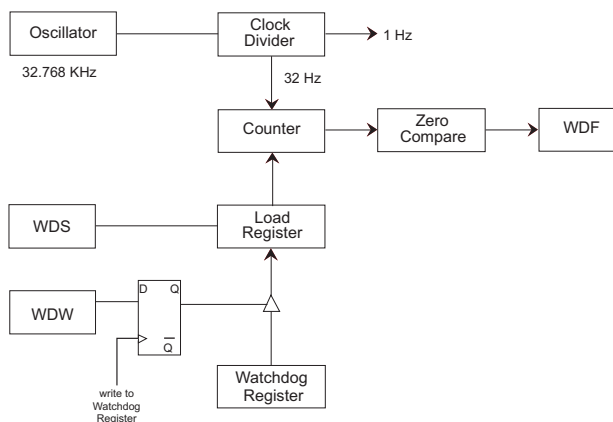 Oscillator
Clock
Divider
1 Hz
32.768 KHz
32 Hz
Counter
Zero
Compare
WDF
WDS
Load
Register
WDW
D
Q
Q
write to
Watchdog
Register
Watchdog
Register